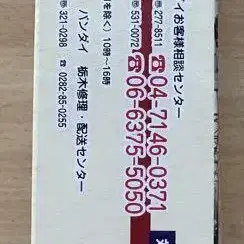 イお客様相談センター
〠 277-8511 ☎ 04-7146-0371
〠 531-0072 ☎ 06-6375-5050
を除く) 10時〜16時
バンダイ 栃木修理・配送センター
〠 321-0298 ☎ 0282-85-0255